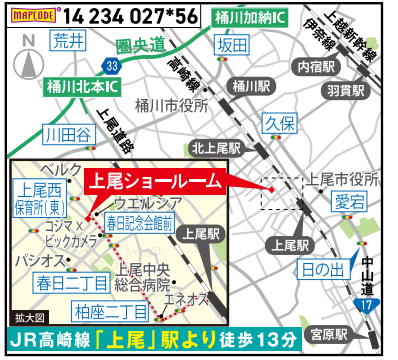 MAPCODE 14 234 027*56
荒井
圏央道
桶川加納IC
坂田
上越新幹線
伊奈線
内宿駅
羽貫駅
33
桶川北本IC
高崎線
桶川駅
桶川市役所
川田谷
上尾道路
久保
北上尾駅
ベルク
上尾ショールーム
上尾市役所
上尾西
保育所(東)
ウエルシア
愛宕
コジマ×
ビックカメラ
春日記念会館前
上尾駅
上尾駅
パシオス
上尾中央
総合病院
日の出
春日二丁目
中山道
エネオス
17
柏座二丁目
拡大図
宮原駅
JR高崎線「上尾」駅より徒歩13分